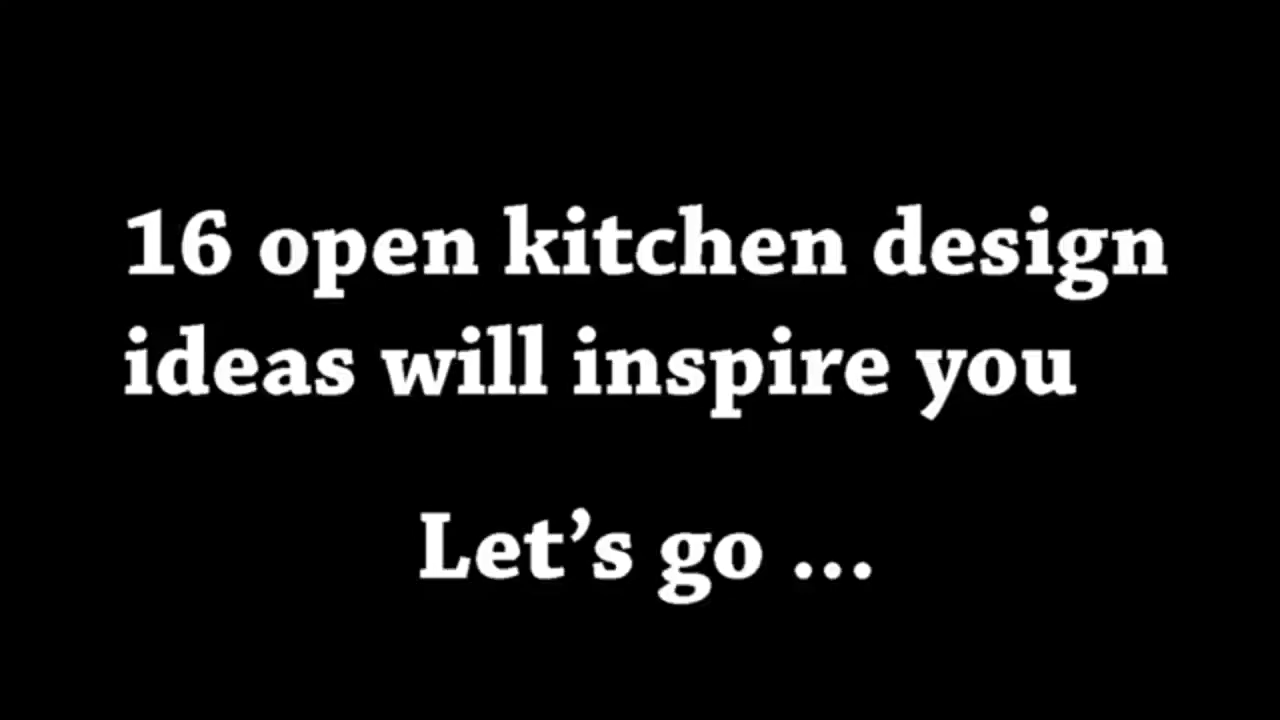 16 open kitchen design
ideas will inspire you
Let’s go ...